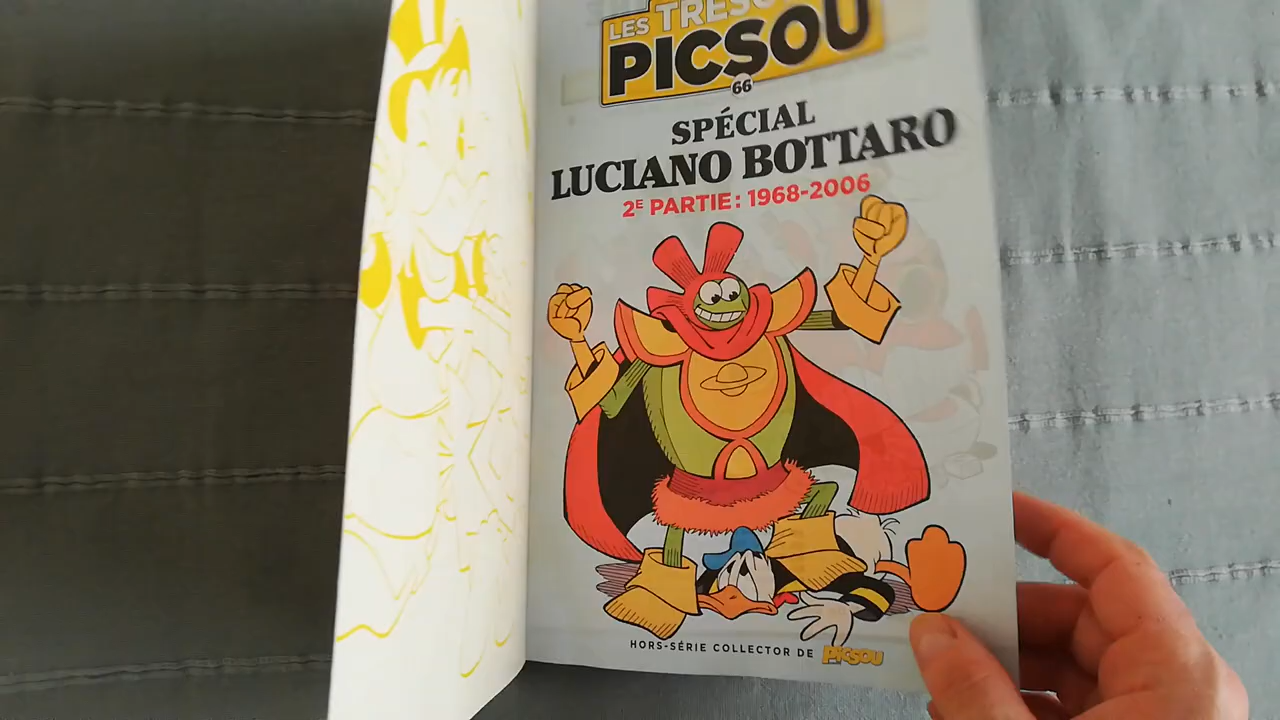 LES TRÉSO
PICSOU
66
SPÉCIAL
LUCIANO BOTTARO
2E PARTIE : 1968-2006
HORS-SÉRIE COLLECTOR DE PICSOU